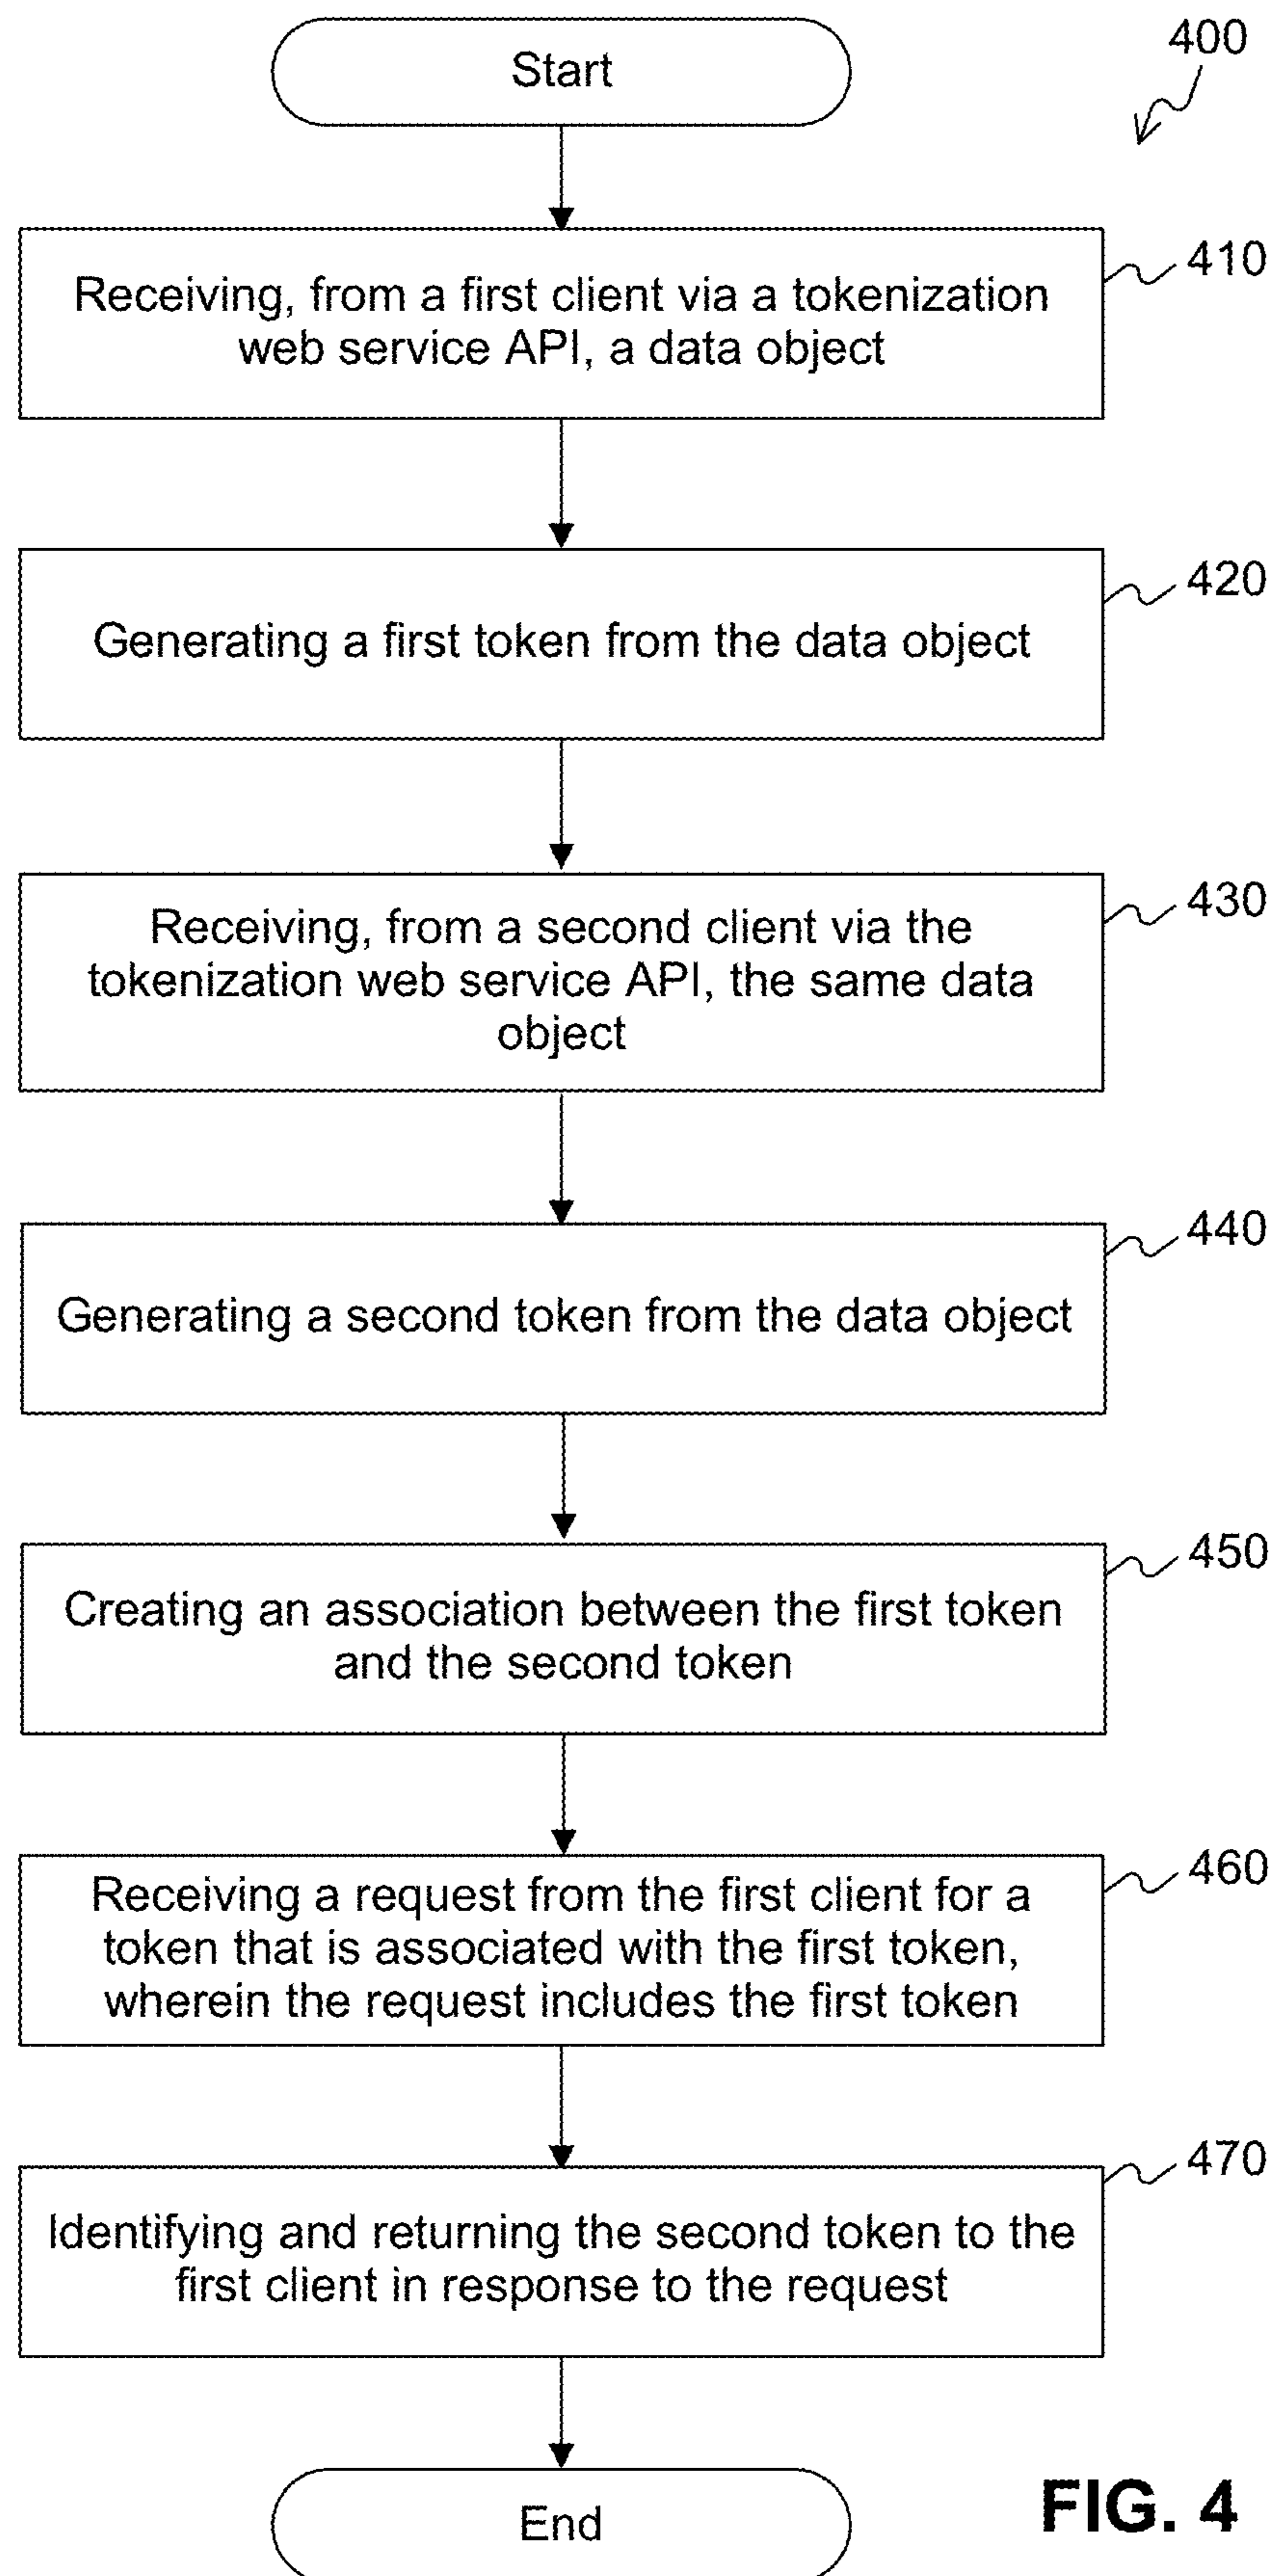 Start
400
Receiving, from a first client via a tokenization
web service API, a data object
410
Generating a first token from the data object
420
Receiving, from a second client via the
tokenization web service API, the same data
object
430
Generating a second token from the data object
440
Creating an association between the first token
and the second token
450
Receiving a request from the first client for a
token that is associated with the first token,
wherein the request includes the first token
460
Identifying and returning the second token to the
first client in response to the request
470
End
FIG. 4